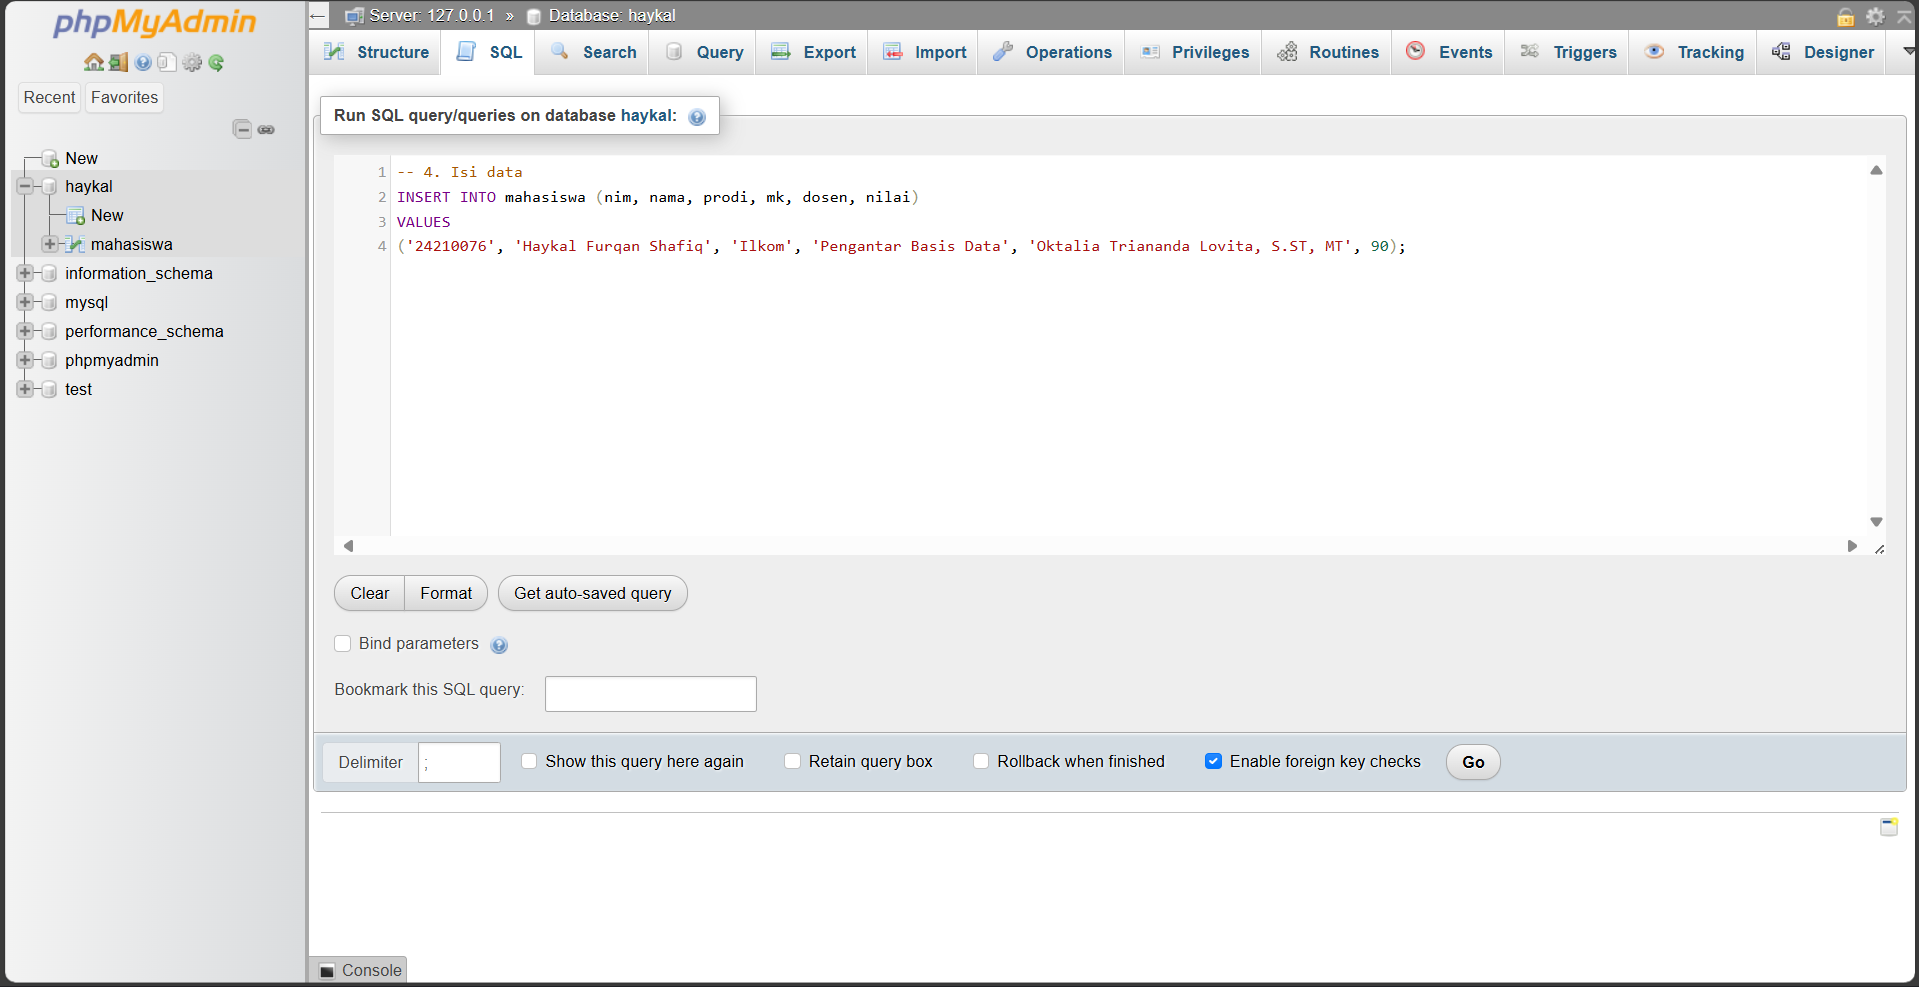 phpMyAdmin
Recent Favorites
New
haykal
New
mahasiswa
information_schema
mysql
performance_schema
phpmyadmin
test
← Server: 127.0.0.1 » Database: haykal
Structure SQL Search Query Export Import Operations Privileges Routines Events Triggers Tracking Designer
Run SQL query/queries on database haykal:
1 -- 4. Isi data
2 INSERT INTO mahasiswa (nim, nama, prodi, mk, dosen, nilai)
3 VALUES
4 ('24210076', 'Haykal Furqan Shafiq', 'Ilkom', 'Pengantar Basis Data', 'Oktalia Triananda Lovita, S.ST, MT', 90);
Clear Format Get auto-saved query
Bind parameters
Bookmark this SQL query:
Delimiter ; Show this query here again Retain query box Rollback when finished Enable foreign key checks Go
Console